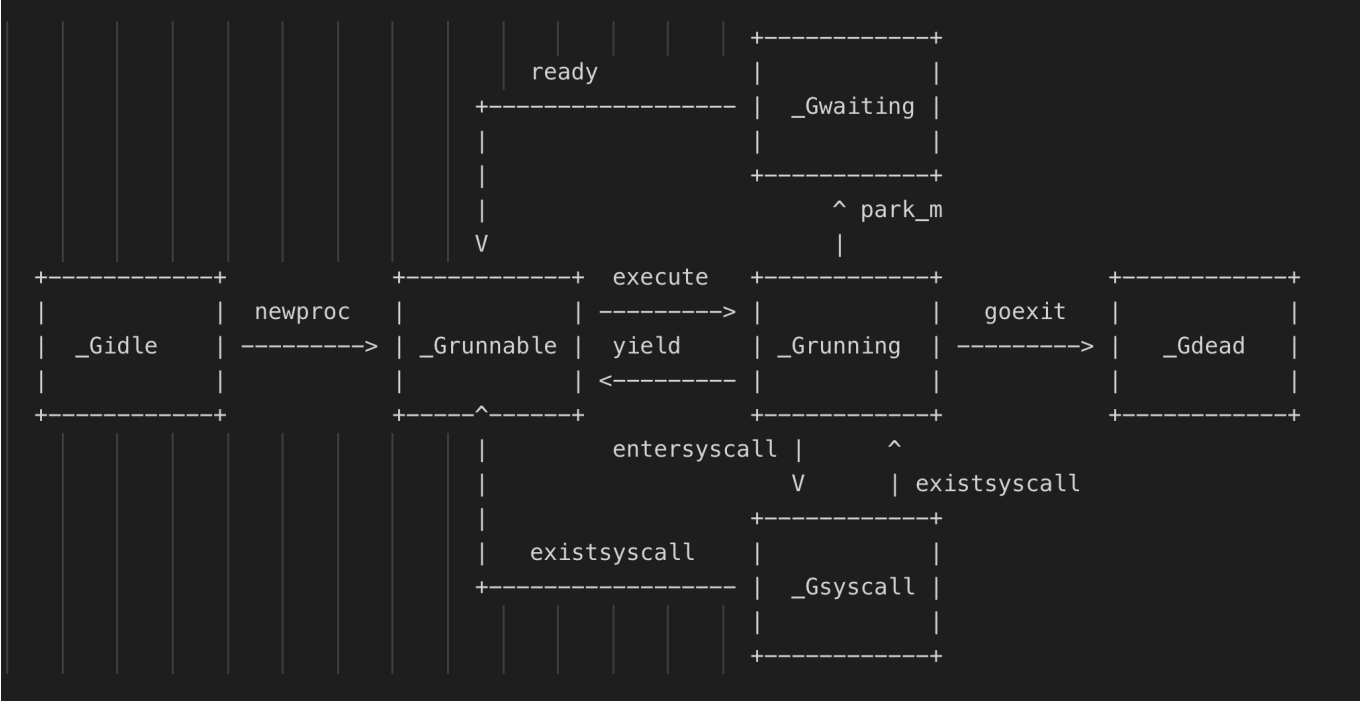 ready
_Gwaiting
park_m
execute
newproc goexit
_Gidle _Grunnable yield _Grunning _Gdead
entersyscall
existsyscall
existsyscall
_Gsyscall